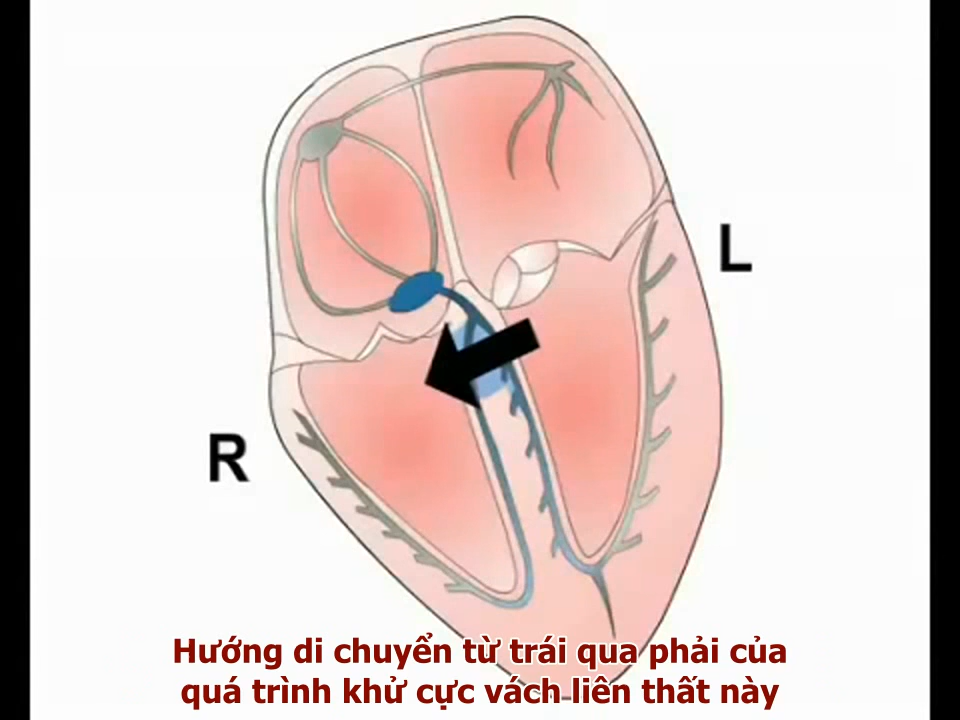 L
R
Hướng di chuyển từ trái qua phải của
quá trình khử cực vách liên thất này